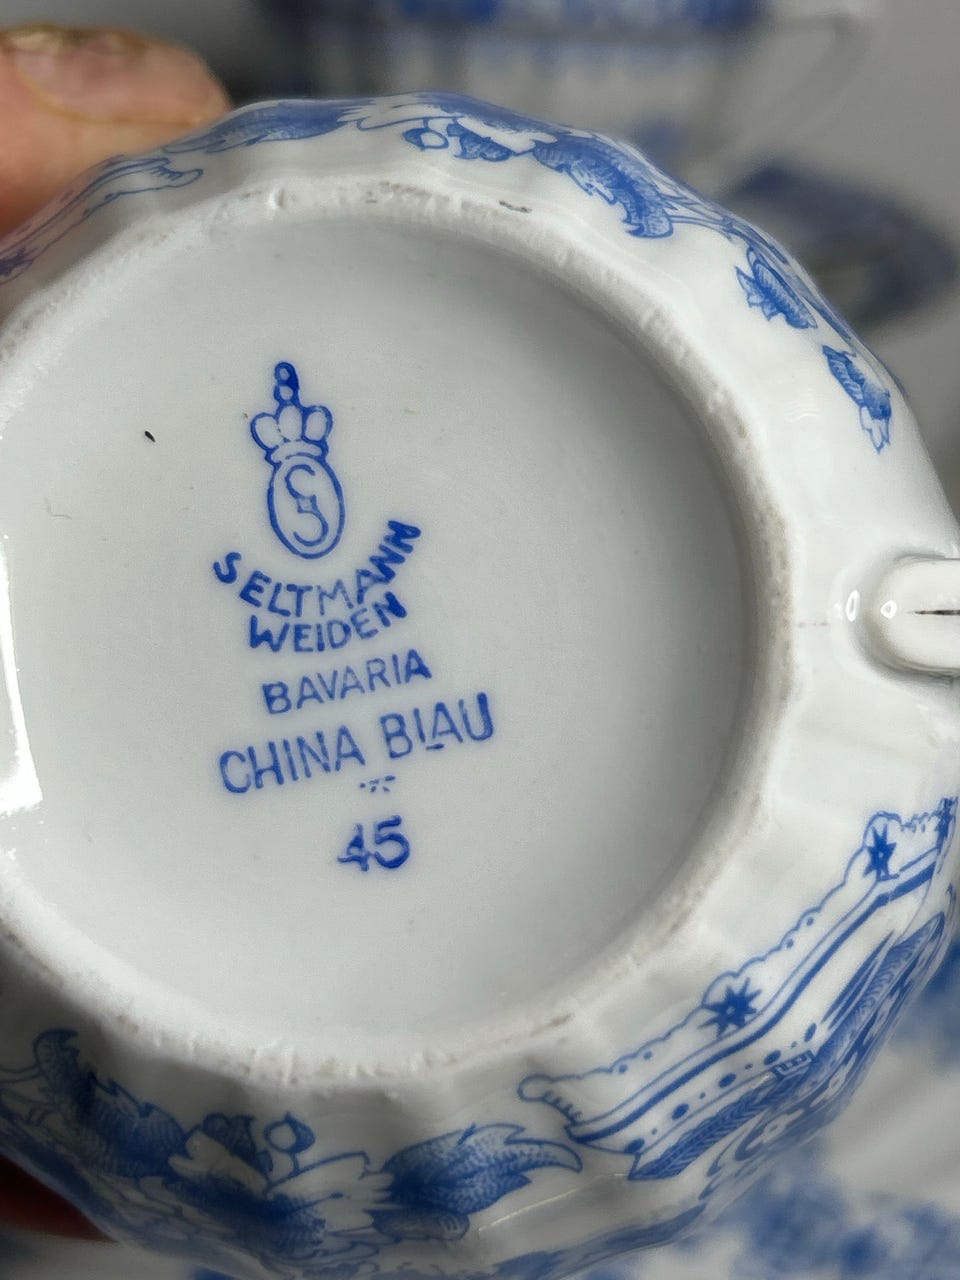 S
SELTMANN
WEIDEN
BAVARIA
CHINA BLAU
45